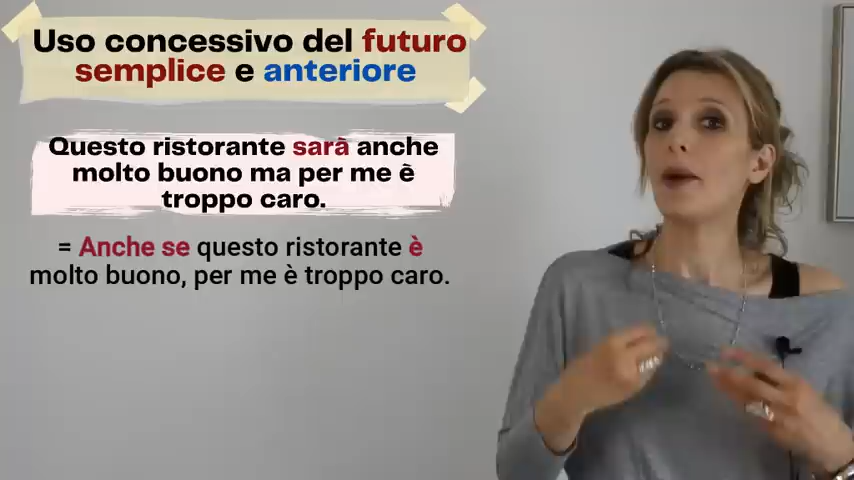 Uso concessivo del futuro
semplice e anteriore
Questo ristorante sarà anche
molto buono ma per me è
troppo caro.
= Anche se questo ristorante è
molto buono, per me è troppo caro.